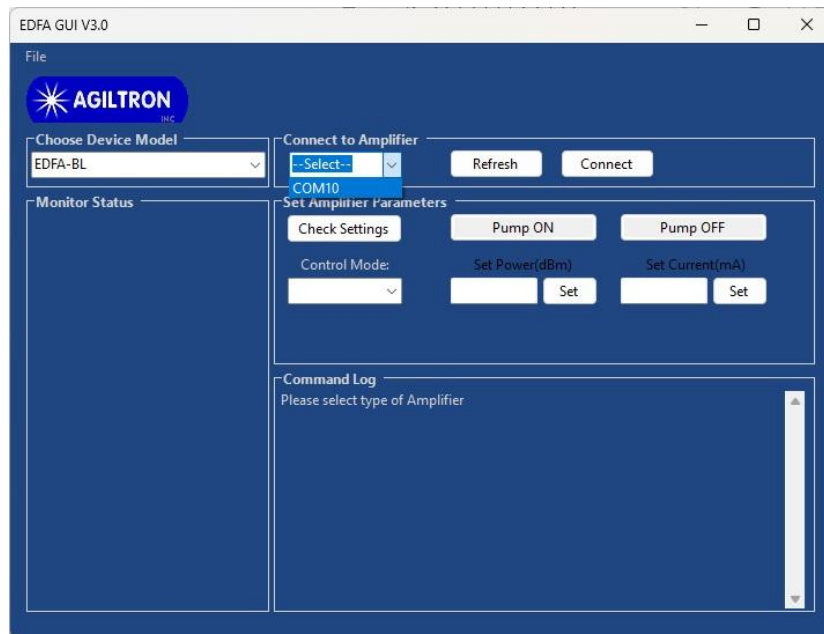 EDFA GUI V3.0
File
AGILTRON
INC
Choose Device Model
EDFA-BL
Connect to Amplifier
--Select--
Refresh
Connect
COM10
Monitor Status
Set Amplifier Parameters
Check Settings
Pump ON
Pump OFF
Control Mode:
Set Power(dBm)
Set Current(mA)
Set
Set
Command Log
Please select type of Amplifier